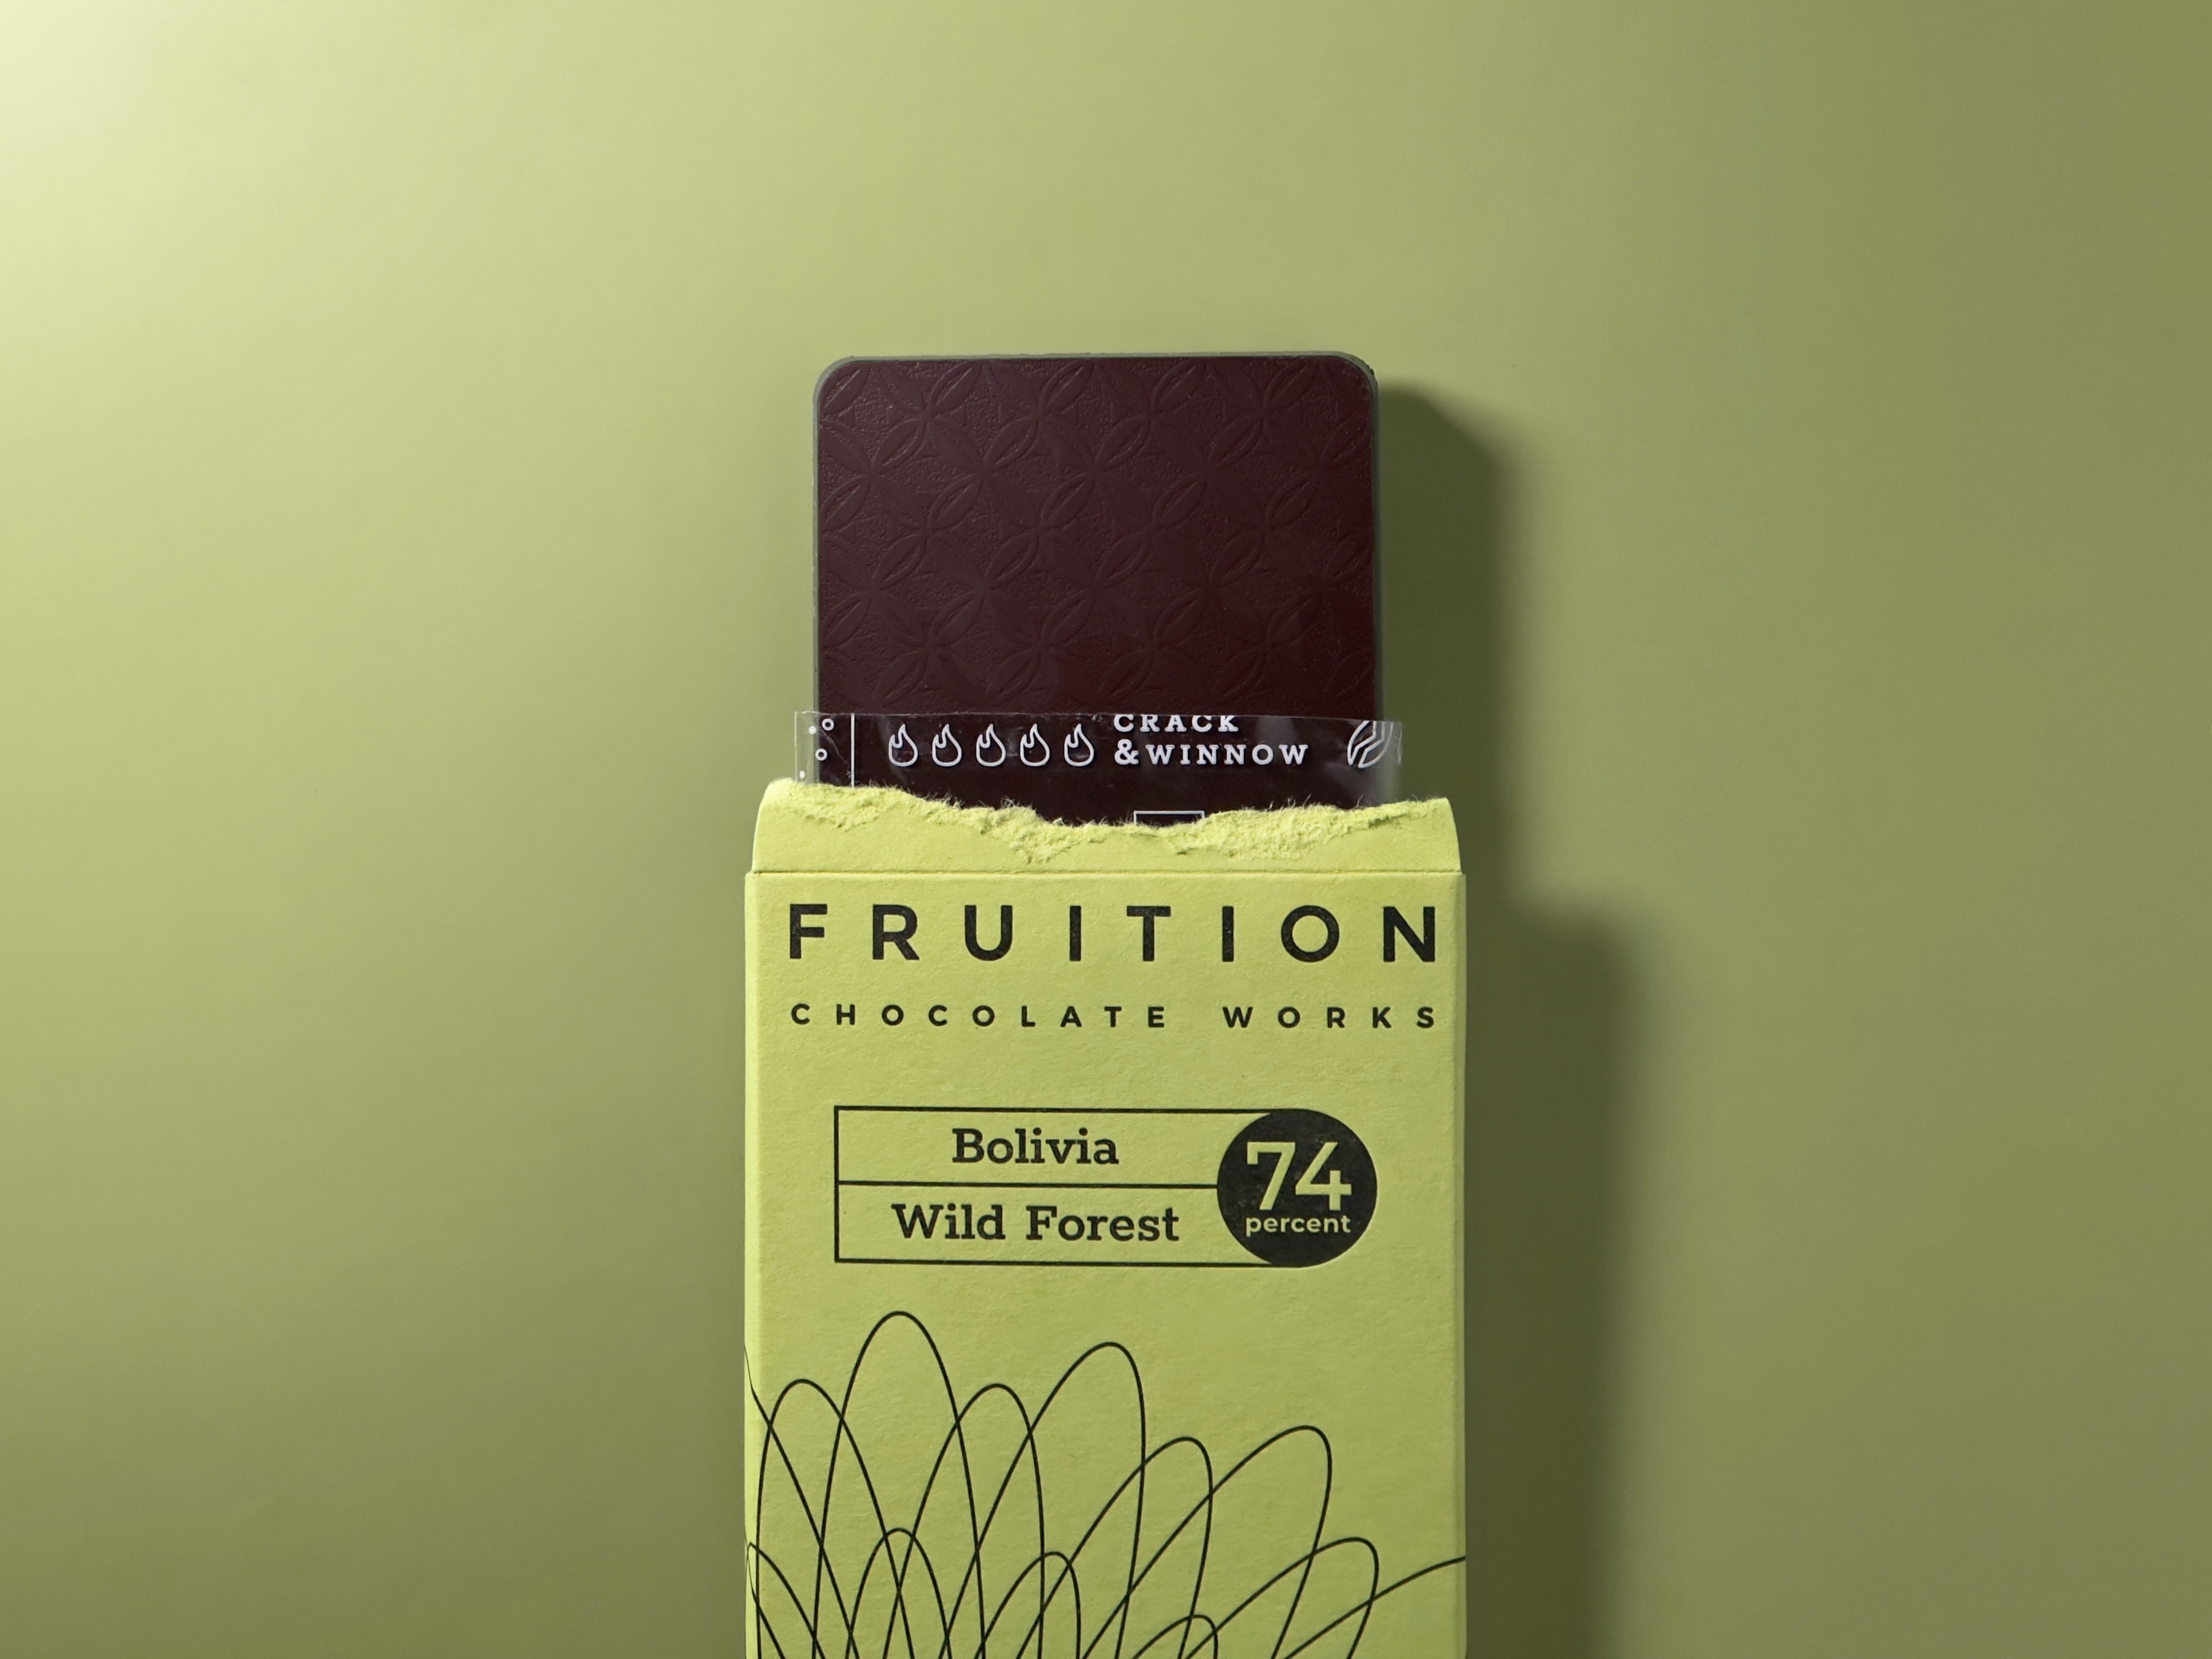 CRACK
&WINNOW
FRUITION
CHOCOLATE WORKS
Bolivia
Wild Forest
74
percent